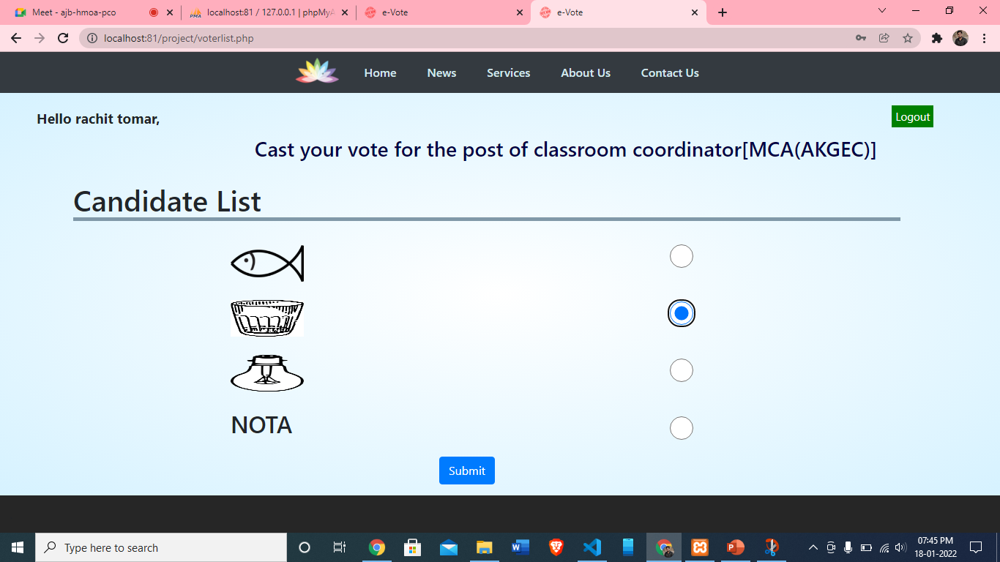 Meet - ajb-hmoa-pco
localhost:81 / 127.0.0.1 | phpMyA
e-Vote
e-Vote
localhost:81/project/voterlist.php
Home News Services About Us Contact Us
Hello rachit tomar,
Logout
Cast your vote for the post of classroom coordinator[MCA(AKGEC)]
Candidate List
NOTA
Submit
Type here to search
07:45 PM
18-01-2022